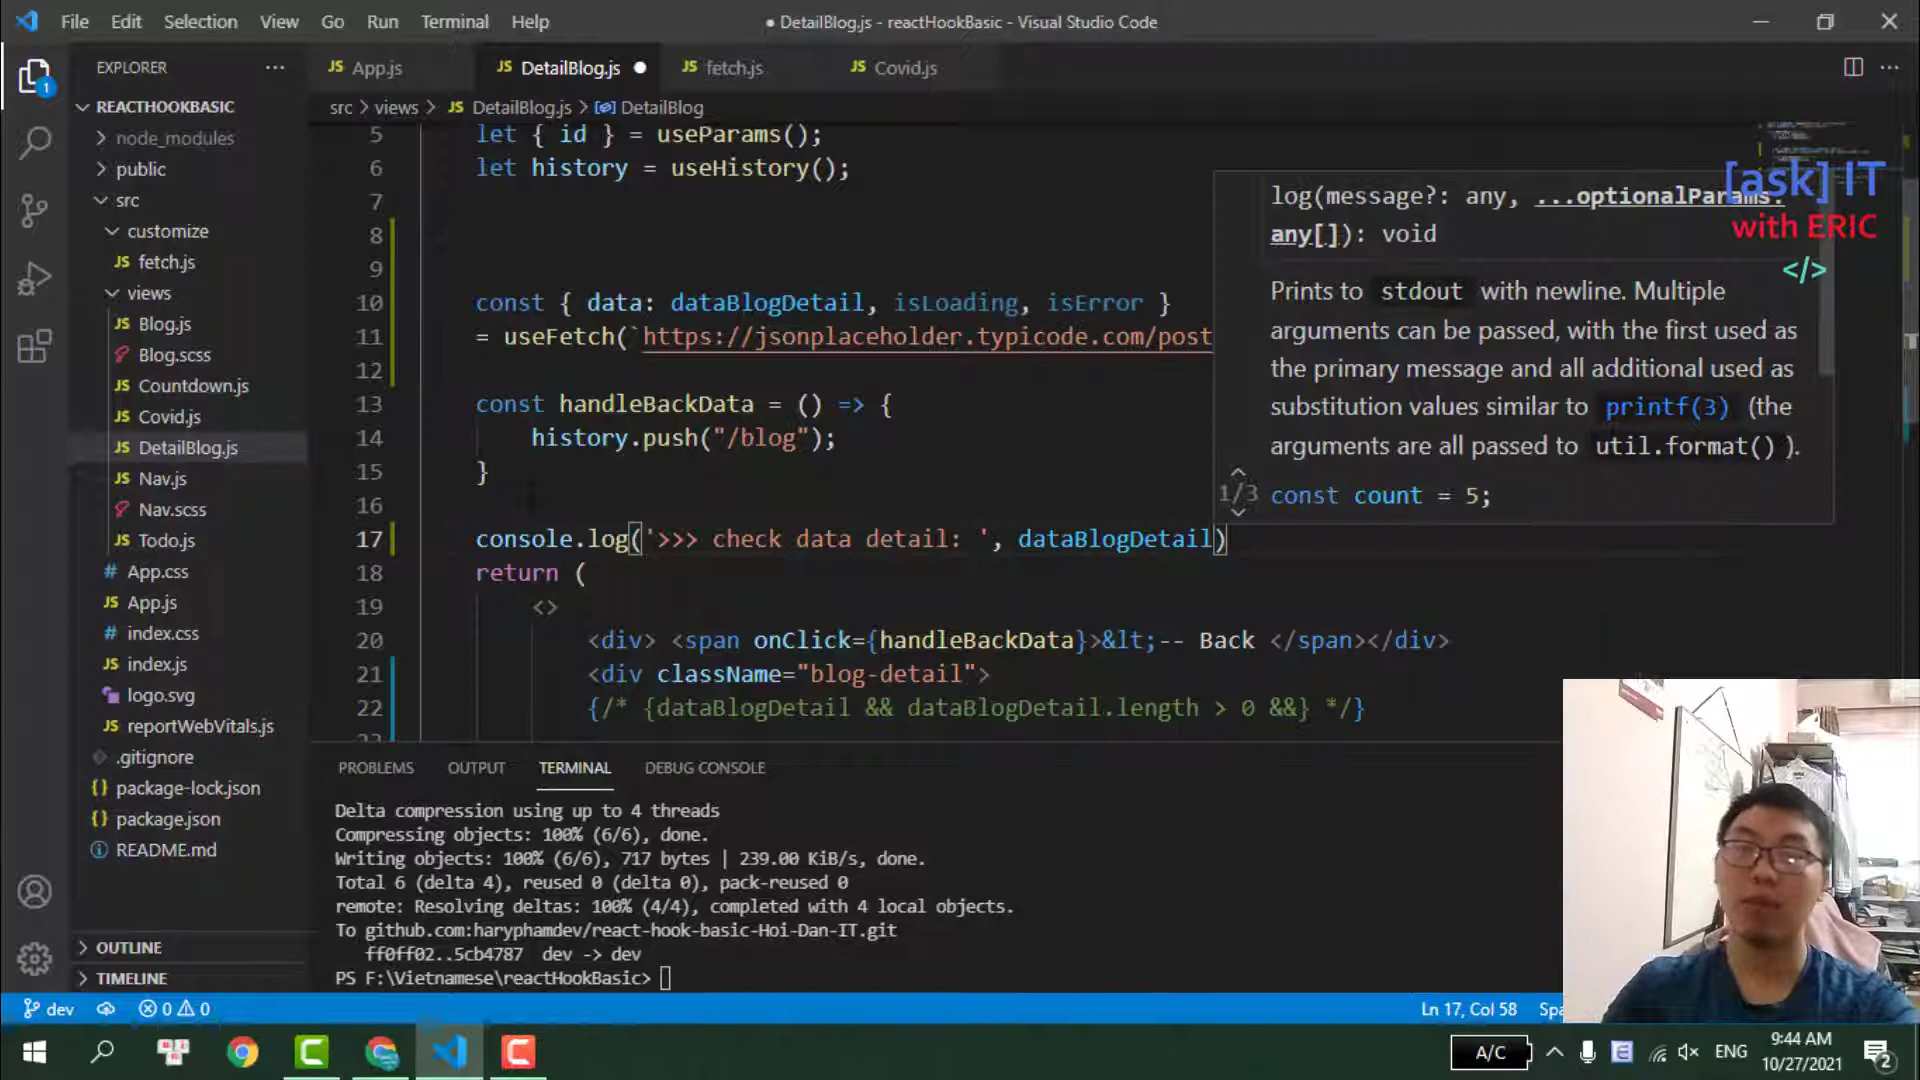 File Edit Selection View Go Run Terminal Help
● DetailBlog.js - reactHookBasic - Visual Studio Code
EXPLORER
REACTHOOKBASIC
node_modules
public
src
customize
JS fetch.js
views
JS Blog.js
Blog.scss
JS Countdown.js
JS Covid.js
JS DetailBlog.js
JS Nav.js
Nav.scss
JS Todo.js
# App.css
JS App.js
# index.css
JS index.js
logo.svg
JS reportWebVitals.js
.gitignore
{} package-lock.json
{} package.json
README.md
OUTLINE
TIMELINE
1
JS App.js JS DetailBlog.js ● JS fetch.js JS Covid.js
src > views > JS DetailBlog.js > DetailBlog
5 let { id } = useParams();
6 let history = useHistory();
7
8
9
10 const { data: dataBlogDetail, isLoading, isError }
11 = useFetch(`https://jsonplaceholder.typicode.com/post
12
13 const handleBackData = () => {
14 history.push("/blog");
15 }
16
17 console.log('>>> check data detail: ', dataBlogDetail)
18 return (
19 <>
20 <div> <span onClick={handleBackData}>&lt;-- Back </span></div>
21 <div className="blog-detail">
22 {/* {dataBlogDetail && dataBlogDetail.length > 0 &&} */}
log(message?: any, ...optionalParams:
any[]): void
Prints to stdout with newline. Multiple
arguments can be passed, with the first used as
the primary message and all additional used as
substitution values similar to printf(3) (the
arguments are all passed to util.format() ).
1/3 const count = 5;
[ask] IT
with ERIC
</>
PROBLEMS OUTPUT TERMINAL DEBUG CONSOLE
Delta compression using up to 4 threads
Compressing objects: 100% (6/6), done.
Writing objects: 100% (6/6), 717 bytes | 239.00 KiB/s, done.
Total 6 (delta 4), reused 0 (delta 0), pack-reused 0
remote: Resolving deltas: 100% (4/4), completed with 4 local objects.
To github.com:haryphamdev/react-hook-basic-Hoi-Dan-IT.git
ff0ff02..5cb4787 dev -> dev
PS F:\Vietnamese\reactHookBasic>
dev 0 0
Ln 17, Col 58 Spa
A/C
ENG
9:44 AM
10/27/2021
2